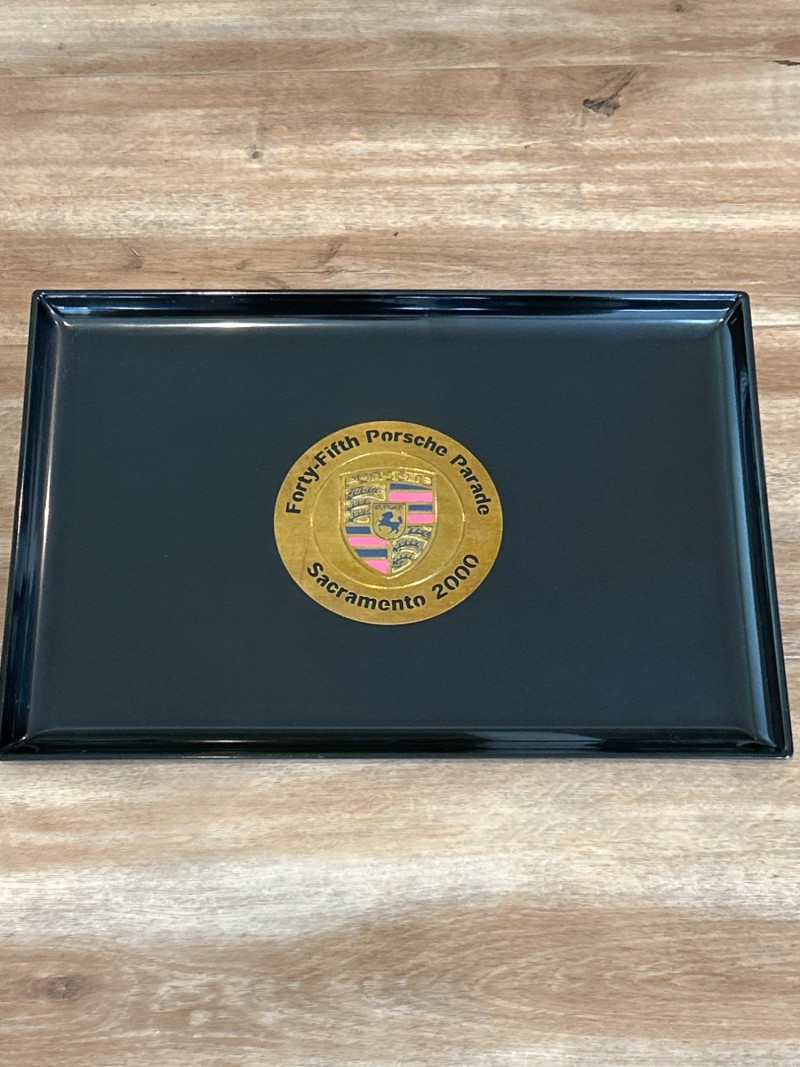 Forty-Fifth Porsche Parade
PORSCHE
STUTTGART
Sacramento 2000